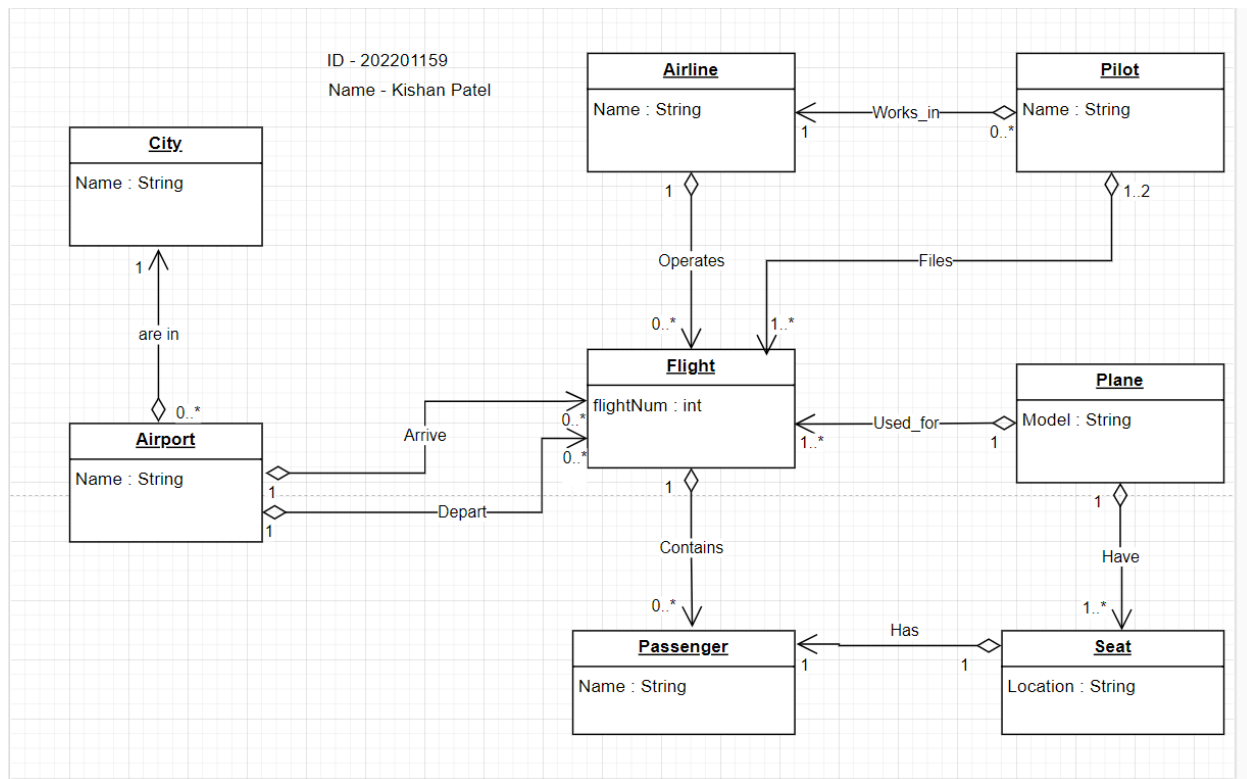 ID - 202201159
Name - Kishan Patel
Airline
Name : String
Pilot
Name : String
Works_in
1
0..*
City
Name : String
1
are in
0..*
1
Operates
0..*
1..2
Files
1..*
Airport
Name : String
Arrive
1
0..*
Depart
1
0..*
Flight
flightNum : int
Used_for
1..*
1
Plane
Model : String
1
Contains
0..*
1
Have
1..*
Passenger
Name : String
Has
1
1
Seat
Location : String